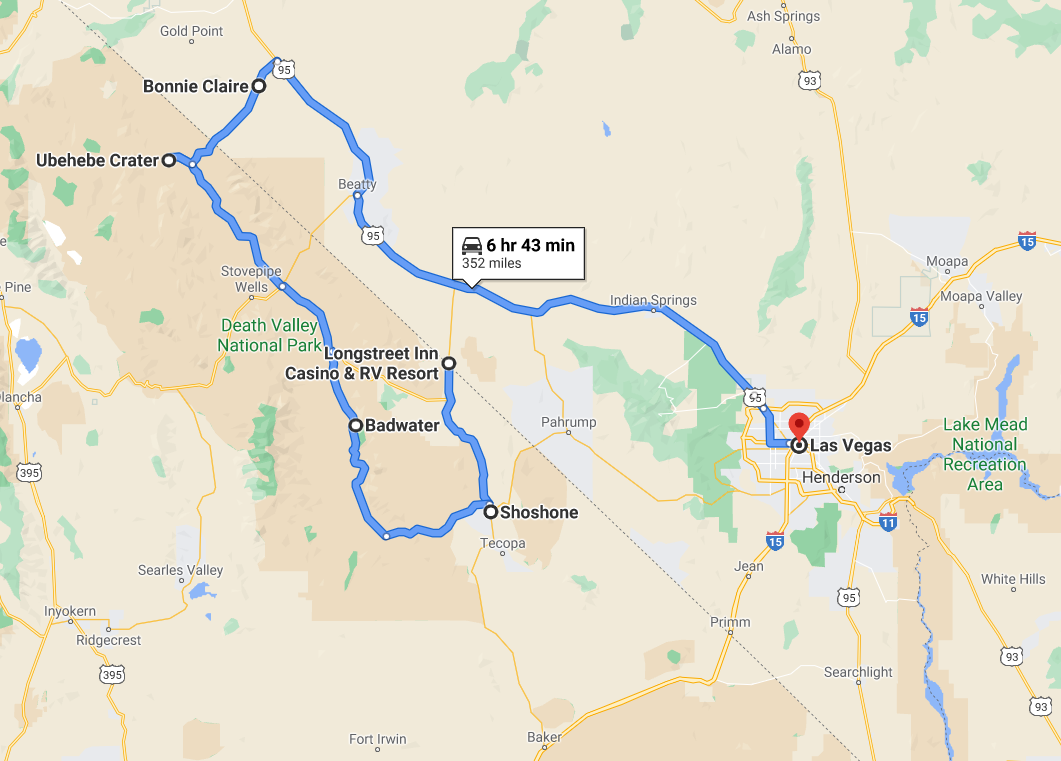 Ash Springs
Gold Point
Alamo
95
93
Bonnie Claire
Ubehebe Crater
Beatty
95
6 hr 43 min
352 miles
15
Moapa
Stovepipe
Wells
Pine
Indian Springs
Moapa Valley
15
Death Valley
National Park
Longstreet Inn
Casino & RV Resort
95
Pahrump
Badwater
Las Vegas
Lake Mead
National
Recreation
Area
Henderson
395
Shoshone
11
Tecopa
15
Jean
Searles Valley
White Hills
95
Inyokern
Ridgecrest
Primm
93
395
Searchlight
93
Fort Irwin
Baker